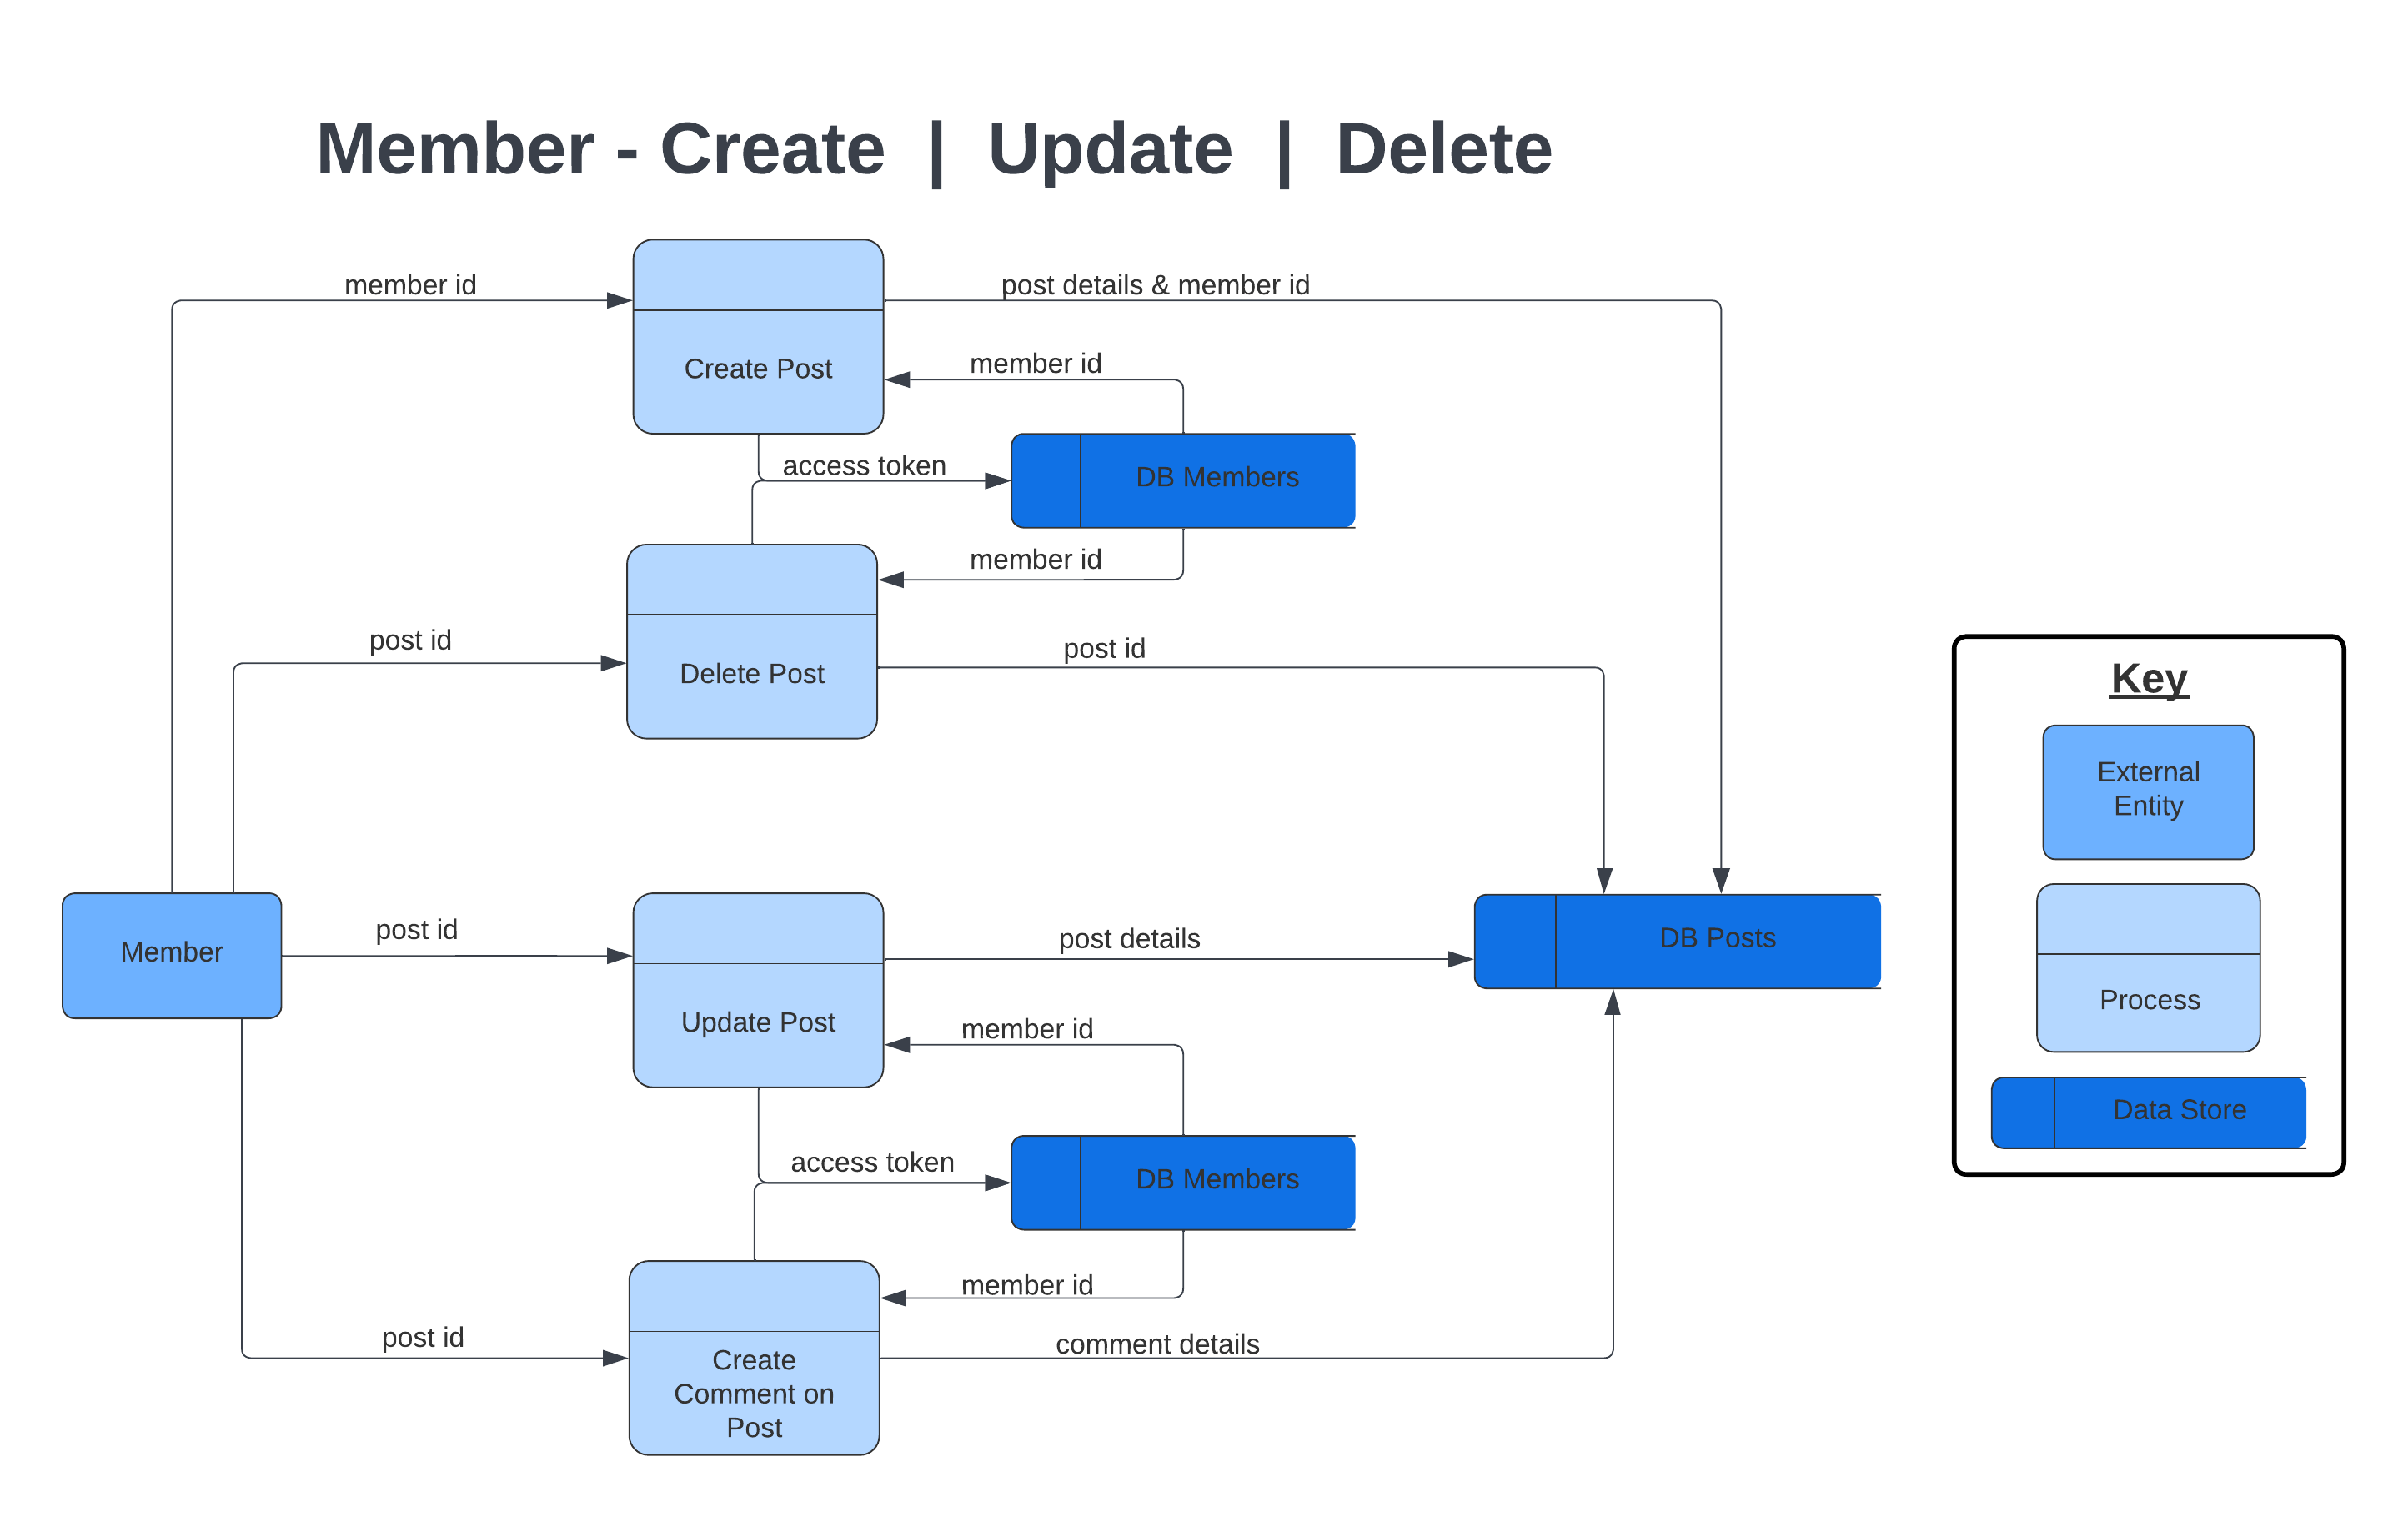 Member - Create | Update | Delete
member id
post details & member id
member id
Create Post
access token
DB Members
member id
post id
post id
Delete Post
post id
post details
Member
DB Posts
Update Post
member id
access token
DB Members
member id
post id
comment details
Create
Comment on
Post
Key
External
Entity
Process
Data Store